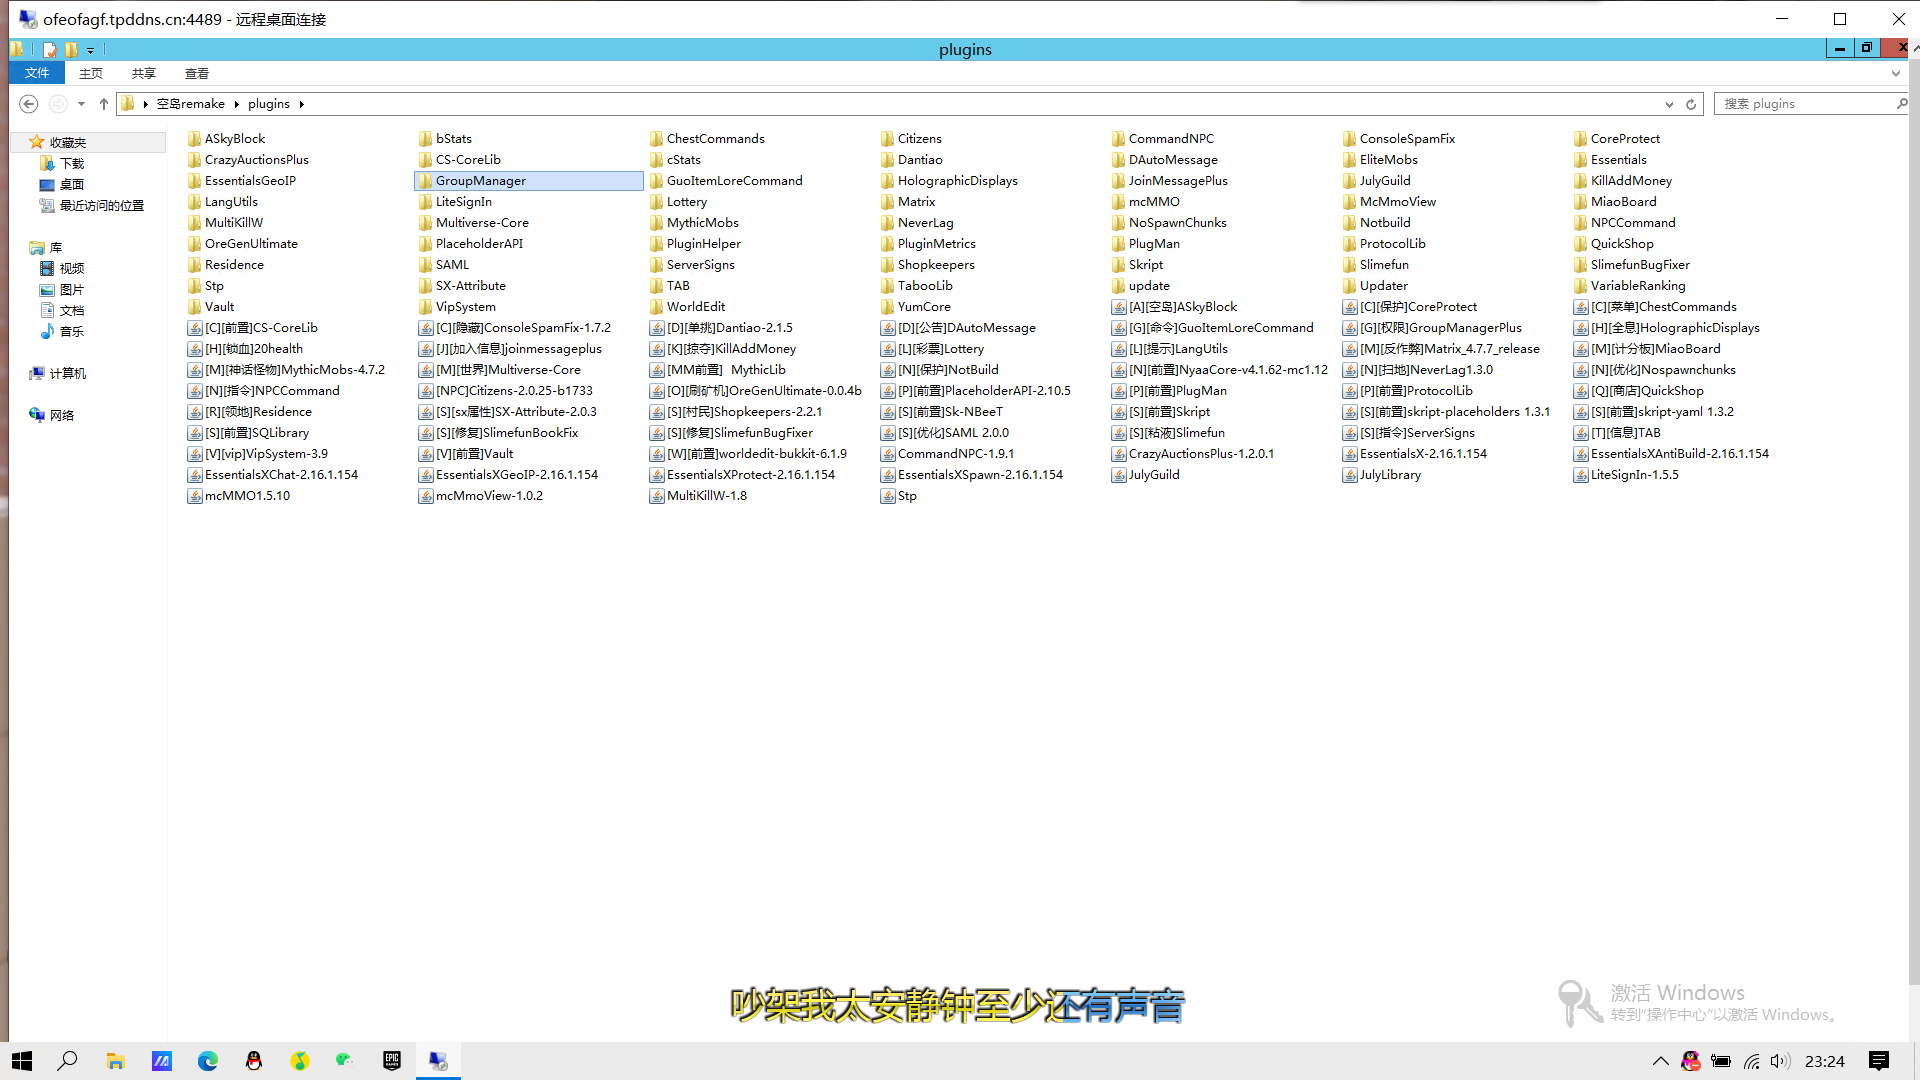 ofeofagf.tpddns.cn:4489 - 远程桌面连接
plugins
文件 主页 共享 查看
空岛remake plugins 搜索 plugins
收藏夹
下载
桌面
最近访问的位置
库
视频
图片
文档
音乐
计算机
网络
ASkyBlock bStats ChestCommands Citizens CommandNPC ConsoleSpamFix CoreProtect
CrazyAuctionsPlus CS-CoreLib cStats Dantiao DAutoMessage EliteMobs Essentials
EssentialsGeoIP GroupManager GuoItemLoreCommand HolographicDisplays JoinMessagePlus JulyGuild KillAddMoney
LangUtils LiteSignIn Lottery Matrix mcMMO McMmoView MiaoBoard
MultiKillW Multiverse-Core MythicMobs NeverLag NoSpawnChunks Notbuild NPCCommand
OreGenUltimate PlaceholderAPI PluginHelper PluginMetrics PlugMan ProtocolLib QuickShop
Residence SAML ServerSigns Shopkeepers Skript Slimefun SlimefunBugFixer
Stp SX-Attribute TAB TabooLib update Updater VariableRanking
Vault VipSystem WorldEdit YumCore [A][空岛]ASkyBlock [C][保护]CoreProtect [C][菜单]ChestCommands
[C][前置]CS-CoreLib [C][隐藏]ConsoleSpamFix-1.7.2 [D][单挑]Dantiao-2.1.5 [D][公告]DAutoMessage [G][命令]GuoItemLoreCommand [G][权限]GroupManagerPlus [H][全息]HolographicDisplays
[H][锁血]20health [J][加入信息]joinmessageplus [K][掠夺]KillAddMoney [L][彩票]Lottery [L][提示]LangUtils [M][反作弊]Matrix_4.7.7_release [M][计分板]MiaoBoard
[M][神话怪物]MythicMobs-4.7.2 [M][世界]Multiverse-Core [MM前置] MythicLib [N][保护]NotBuild [N][前置]NyaaCore-v4.1.62-mc1.12 [N][扫地]NeverLag1.3.0 [N][优化]Nospawnchunks
[N][指令]NPCCommand [NPC]Citizens-2.0.25-b1733 [O][刷矿机]OreGenUltimate-0.0.4b [P][前置]PlaceholderAPI-2.10.5 [P][前置]PlugMan [P][前置]ProtocolLib [Q][商店]QuickShop
[R][领地]Residence [S][sx属性]SX-Attribute-2.0.3 [S][村民]Shopkeepers-2.2.1 [S][前置]Sk-NBeeT [S][前置]Skript [S][前置]skript-placeholders 1.3.1 [S][前置]skript-yaml 1.3.2
[S][前置]SQLibrary [S][修复]SlimefunBookFix [S][修复]SlimefunBugFixer [S][优化]SAML 2.0.0 [S][粘液]Slimefun [S][指令]ServerSigns [T][信息]TAB
[V][vip]VipSystem-3.9 [V][前置]Vault [W][前置]worldedit-bukkit-6.1.9 CommandNPC-1.9.1 CrazyAuctionsPlus-1.2.0.1 EssentialsX-2.16.1.154 EssentialsXAntiBuild-2.16.1.154
EssentialsXChat-2.16.1.154 EssentialsXGeoIP-2.16.1.154 EssentialsXProtect-2.16.1.154 EssentialsXSpawn-2.16.1.154 JulyGuild JulyLibrary LiteSignIn-1.5.5
mcMMO1.5.10 mcMmoView-1.0.2 MultiKillW-1.8 Stp
吵架我太安静钟至少还有声音
激活 Windows
转到"操作中心"以激活 Windows。
EPIC GAMES
23:24